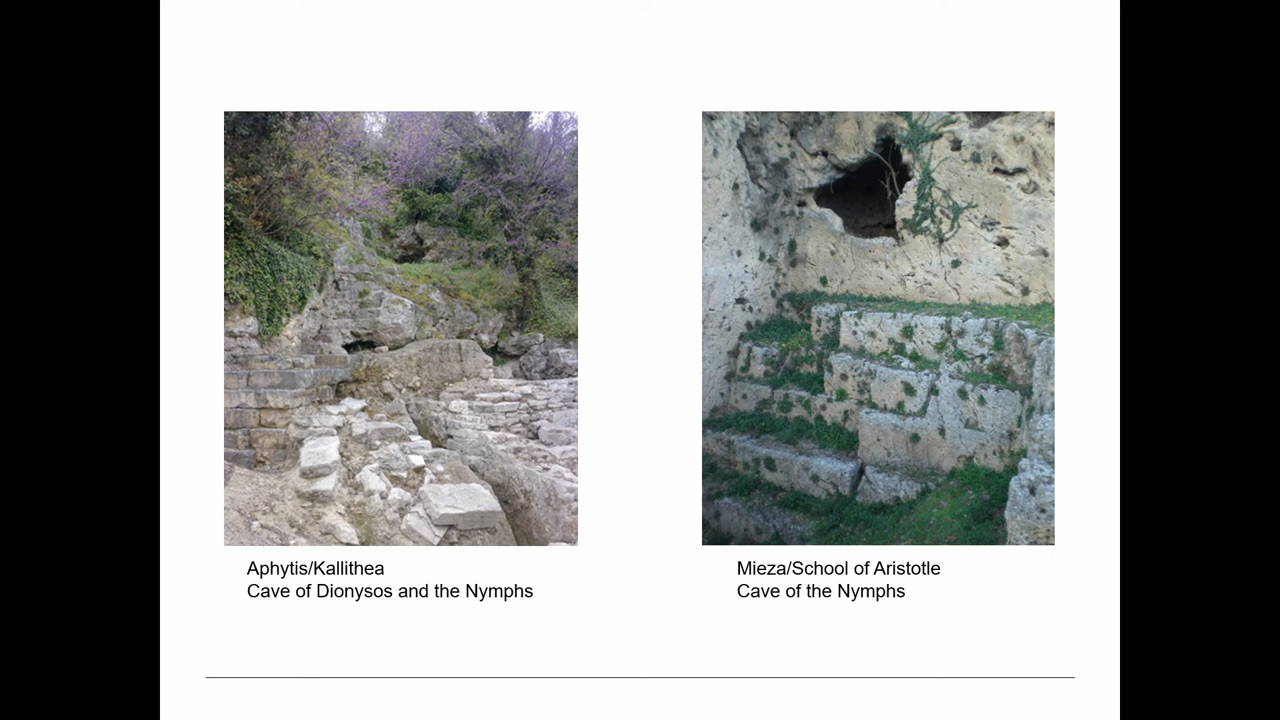 Aphytis/Kallithea
Cave of Dionysos and the Nymphs
Mieza/School of Aristotle
Cave of the Nymphs